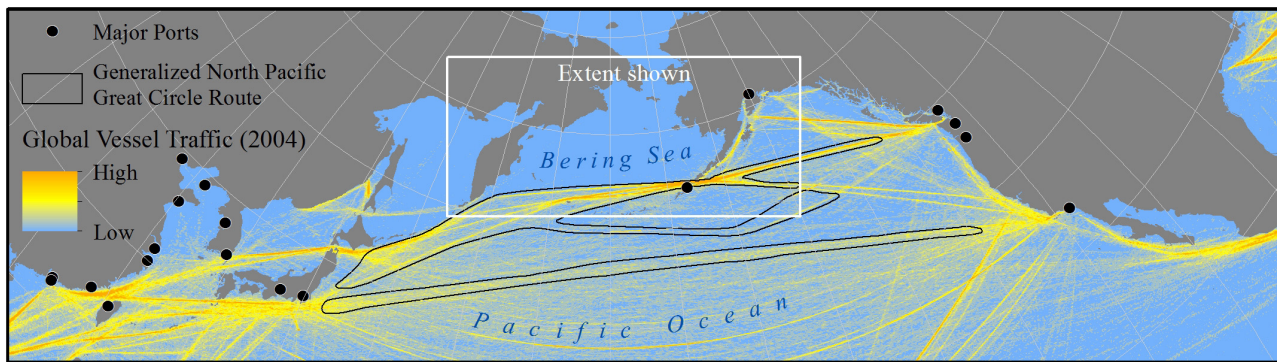 Major Ports
Generalized North Pacific
Great Circle Route
Global Vessel Traffic (2004)
High
Low
Extent shown
Bering Sea
Pacific Ocean